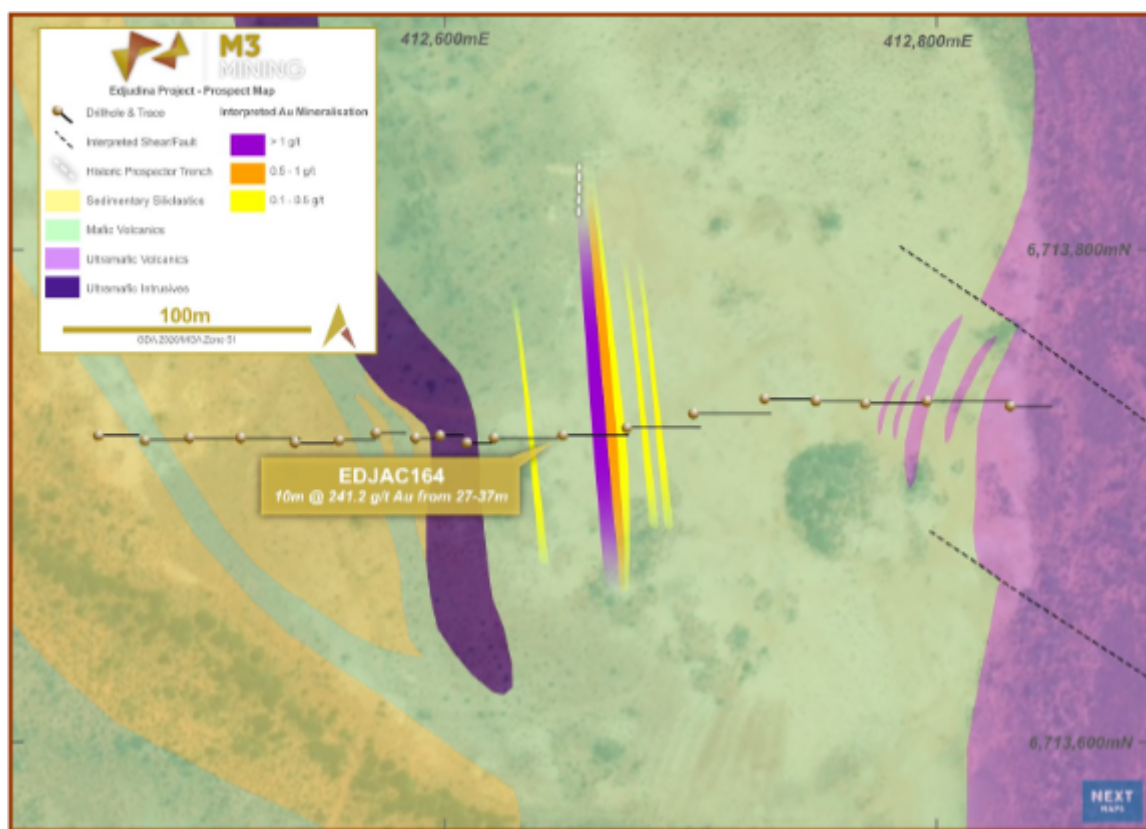 412,600mE
412,800mE
M3
MINING
Edjudina Project - Prospect Map
Drillhole & Trace
Interpreted Au Mineralisation
Interpreted Shear/Fault
> 1 g/t
Historic Prospector Trench
0.5 - 1 g/t
Sedimentary Siliclastics
0.1 - 0.5 g/t
Mafic Volcanics
Ultramafic Volcanics
Ultramafic Intrusives
100m
GDA 2020/MGA Zone 51
6,713,800mN
EDJAC164
10m @ 241.2 g/t Au from 27-37m
6,713,600mN
NEXT
MAPS